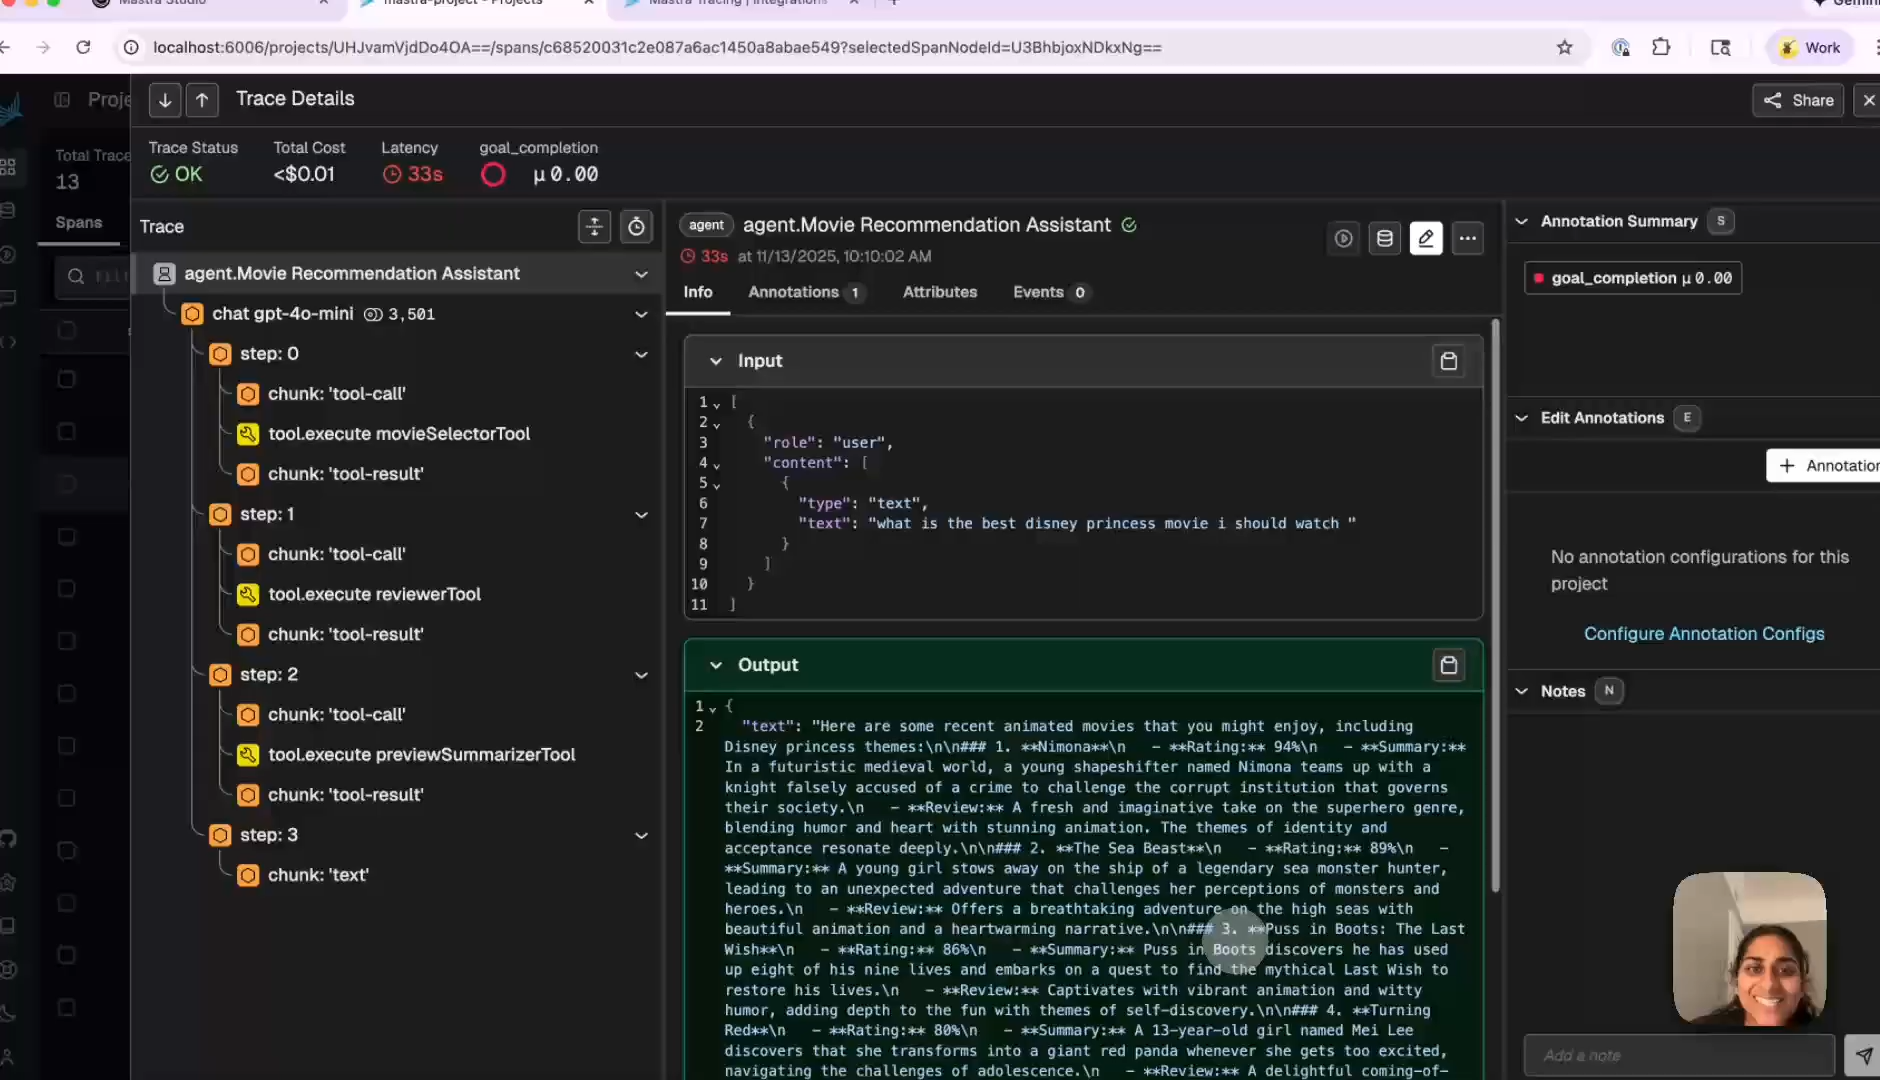 Mastra Studio
mastra-project - Projects
Mastra Tracing | Integrations
Gemini
localhost:6006/projects/UHJvamVjdDo4OA==/spans/c68520031c2e087a6ac1450a8abae549?selectedSpanNodeId=U3BhbjoxNDkxNg==
Work
Proje
Trace Details
Share
Total Trace
13
Spans
Trace Status
OK
Total Cost
<$0.01
Latency
33s
goal_completion
μ 0.00
Trace
agent.Movie Recommendation Assistant
chat gpt-4o-mini 3,501
step: 0
chunk: 'tool-call'
tool.execute movieSelectorTool
chunk: 'tool-result'
step: 1
chunk: 'tool-call'
tool.execute reviewerTool
chunk: 'tool-result'
step: 2
chunk: 'tool-call'
tool.execute previewSummarizerTool
chunk: 'tool-result'
step: 3
chunk: 'text'
agent agent.Movie Recommendation Assistant
33s at 11/13/2025, 10:10:02 AM
Info Annotations 1 Attributes Events 0
Input
1 [
2 {
3 "role": "user",
4 "content": [
5 {
6 "type": "text",
7 "text": "what is the best disney princess movie i should watch "
8 }
9 ]
10 }
11 ]
Output
1 {
2 "text": "Here are some recent animated movies that you might enjoy, including
Disney princess themes:\n\n### 1. **Nimona**\n   - **Rating:** 94%\n   - **Summary:**
In a futuristic medieval world, a young shapeshifter named Nimona teams up with a
knight falsely accused of a crime to challenge the corrupt institution that governs
their society.\n   - **Review:** A fresh and imaginative take on the superhero genre,
blending humor and heart with stunning animation. The themes of identity and
acceptance resonate deeply.\n\n### 2. **The Sea Beast**\n   - **Rating:** 89%\n   -
**Summary:** A young girl stows away on the ship of a legendary sea monster hunter,
leading to an unexpected adventure that challenges her perceptions of monsters and
heroes.\n   - **Review:** Offers a breathtaking adventure on the high seas with
beautiful animation and a heartwarming narrative.\n\n### 3. **Puss in Boots: The Last
Wish**\n   - **Rating:** 86%\n   - **Summary:** Puss in Boots discovers he has used
up eight of his nine lives and embarks on a quest to find the mythical Last Wish to
restore his lives.\n   - **Review:** Captivates with vibrant animation and witty
humor, adding depth to the fun with themes of self-discovery.\n\n### 4. **Turning
Red**\n   - **Rating:** 80%\n   - **Summary:** A 13-year-old girl named Mei Lee
discovers that she transforms into a giant red panda whenever she gets too excited,
navigating the challenges of adolescence.\n   - **Review:** A delightful coming-of-
Annotation Summary S
goal_completion μ 0.00
Edit Annotations E
+ Annotation
No annotation configurations for this
project
Configure Annotation Configs
Notes N
Add a note